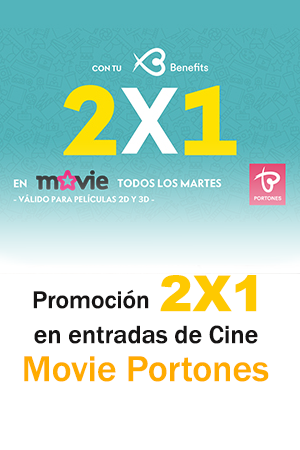 CON TU B Benefits
2X1
EN movie TODOS LOS MARTES
- VÁLIDO PARA PELÍCULAS 2D Y 3D -
PORTONES
Promoción 2X1
en entradas de Cine
Movie Portones